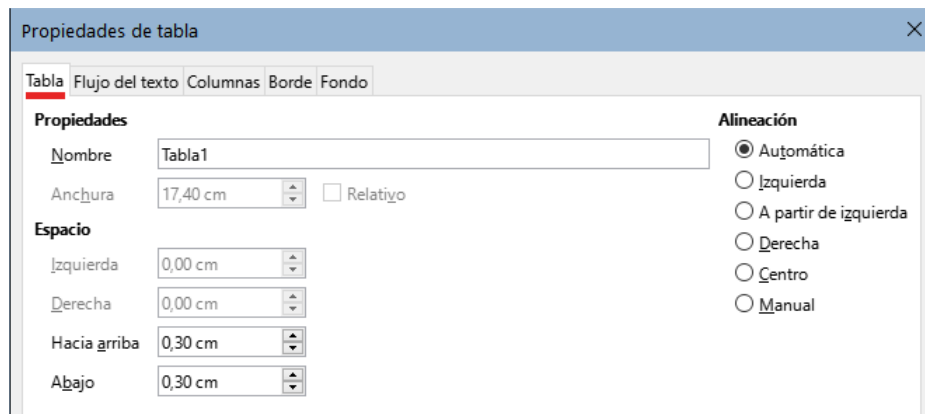 Propiedades de tabla
Tabla Flujo del texto Columnas Borde Fondo
Propiedades
Nombre Tabla1
Anchura 17,40 cm Relativo
Espacio
Izquierda 0,00 cm
Derecha 0,00 cm
Hacia arriba 0,30 cm
Abajo 0,30 cm
Alineación
Automática
Izquierda
A partir de izquierda
Derecha
Centro
Manual